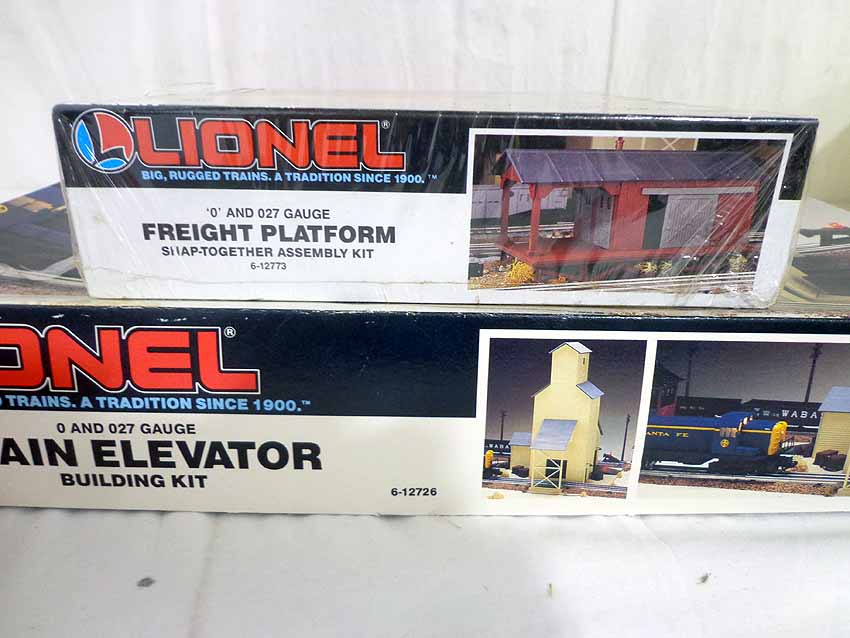 LIONEL®
BIG, RUGGED TRAINS. A TRADITION SINCE 1900.™
'0' AND 027 GAUGE
FREIGHT PLATFORM
SNAP-TOGETHER ASSEMBLY KIT
6-12773
ONEL®
TRAINS. A TRADITION SINCE 1900.™
0 AND 027 GAUGE
AIN ELEVATOR
BUILDING KIT
6-12726
WABA
ANTA FE